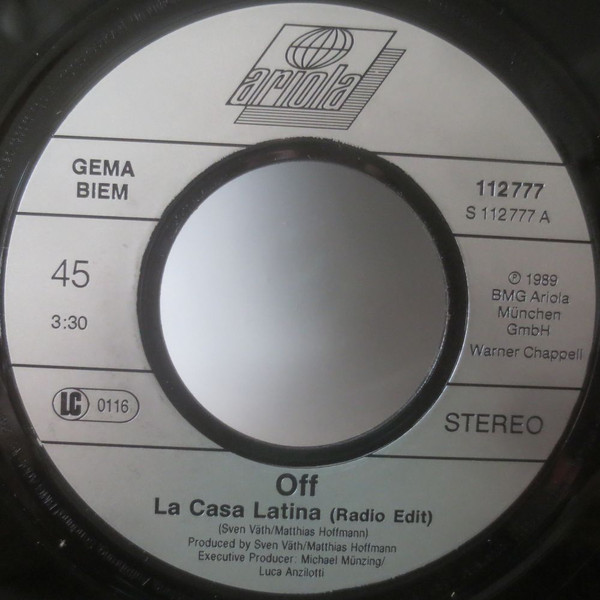 ariola
GEMA
BIEM
112777
S 112777 A
45
3:30
℗ 1989
BMG Ariola
München
GmbH
Warner Chappell
LC 0116
STEREO
Off
La Casa Latina (Radio Edit)
(Sven Väth/Matthias Hoffmann)
Produced by Sven Väth/Matthias Hoffmann
Executive Producer: Michael Münzing/
Luca Anzilotti